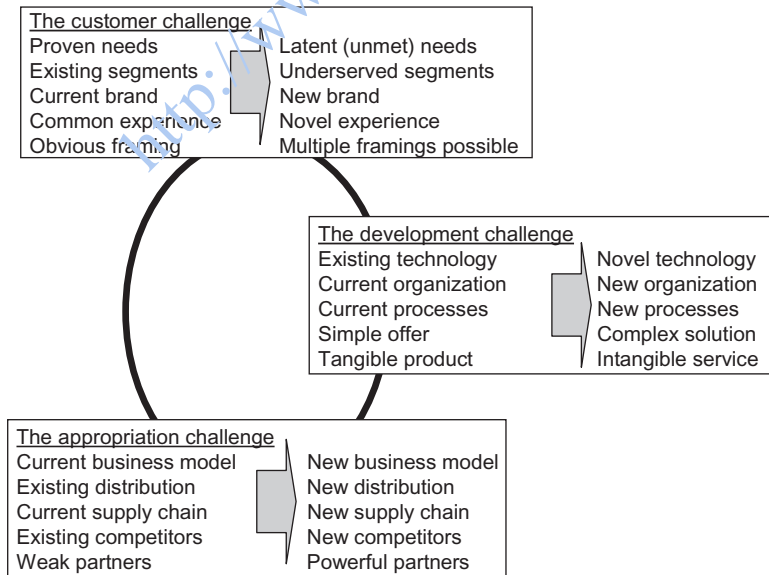 The customer challenge
Proven needs Latent (unmet) needs
Existing segments Underserved segments
Current brand New brand
Common experience Novel experience
Obvious framing Multiple framings possible
The development challenge
Existing technology Novel technology
Current organization New organization
Current processes New processes
Simple offer Complex solution
Tangible product Intangible service
The appropriation challenge
Current business model New business model
Existing distribution New distribution
Current supply chain New supply chain
Existing competitors New competitors
Weak partners Powerful partners
http://www